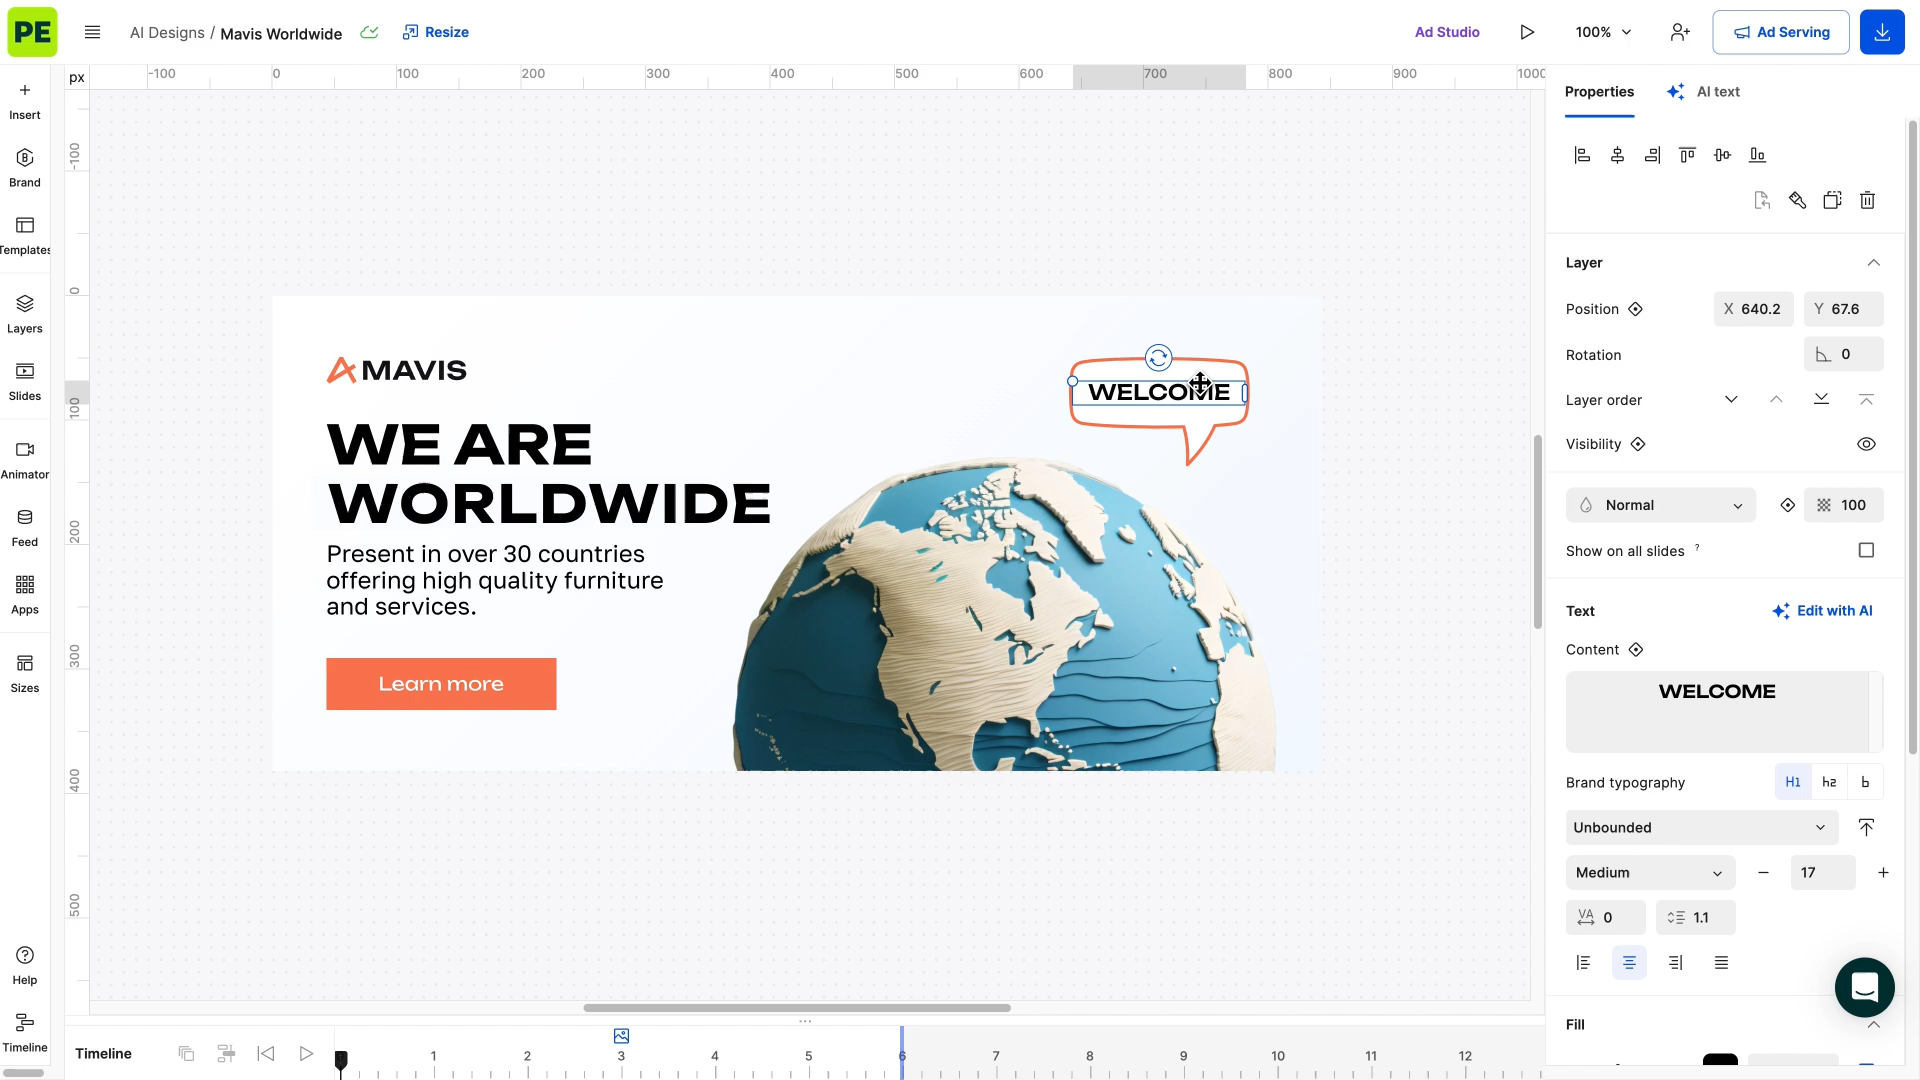 PE
AI Designs / Mavis Worldwide
Resize
Ad Studio
100%
Ad Serving
px
-100
0
100
200
300
400
500
600
700
800
900
1000
Properties
AI text
Insert
Brand
Templates
Layers
Slides
Animator
Feed
Apps
Sizes
Help
Timeline
-100
0
100
200
300
400
500
MAVIS
WE ARE
WORLDWIDE
Present in over 30 countries
offering high quality furniture
and services.
Learn more
WELCOME
Layer
Position
X 640.2
Y 67.6
Rotation
0
Layer order
Visibility
Normal
100
Show on all slides ?
Text
Edit with AI
Content
WELCOME
Brand typography
H1
h2
b
Unbounded
Medium
17
VA 0
1.1
Fill
Timeline
1
2
3
4
5
6
7
8
9
10
11
12